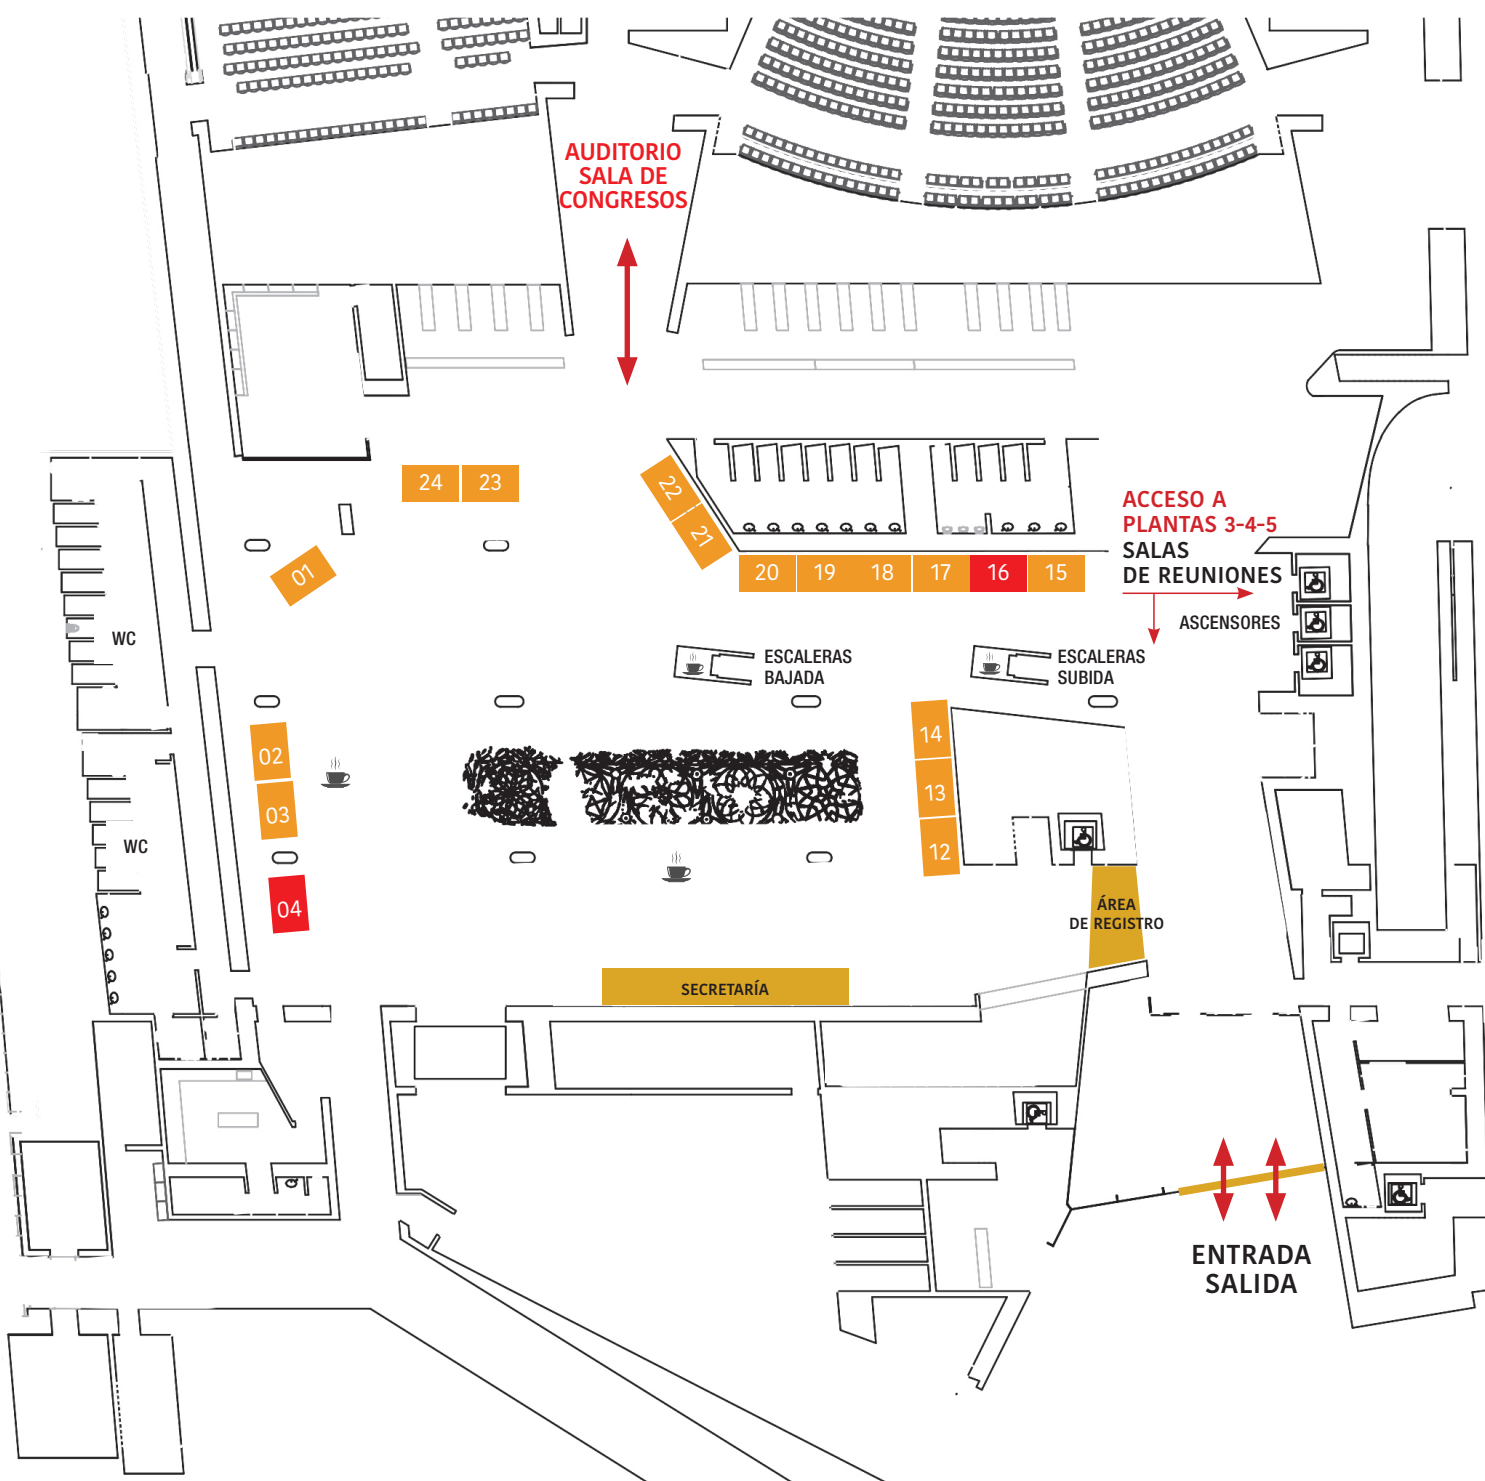 AUDITORIO
SALA DE
CONGRESOS
24
23
22
21
01
20
19
18
17
16
15
ACCESO A
PLANTAS 3-4-5
SALAS
DE REUNIONES
ASCENSORES
WC
ESCALERAS
BAJADA
ESCALERAS
SUBIDA
02
03
04
14
13
12
WC
ÁREA
DE REGISTRO
SECRETARÍA
ENTRADA
SALIDA